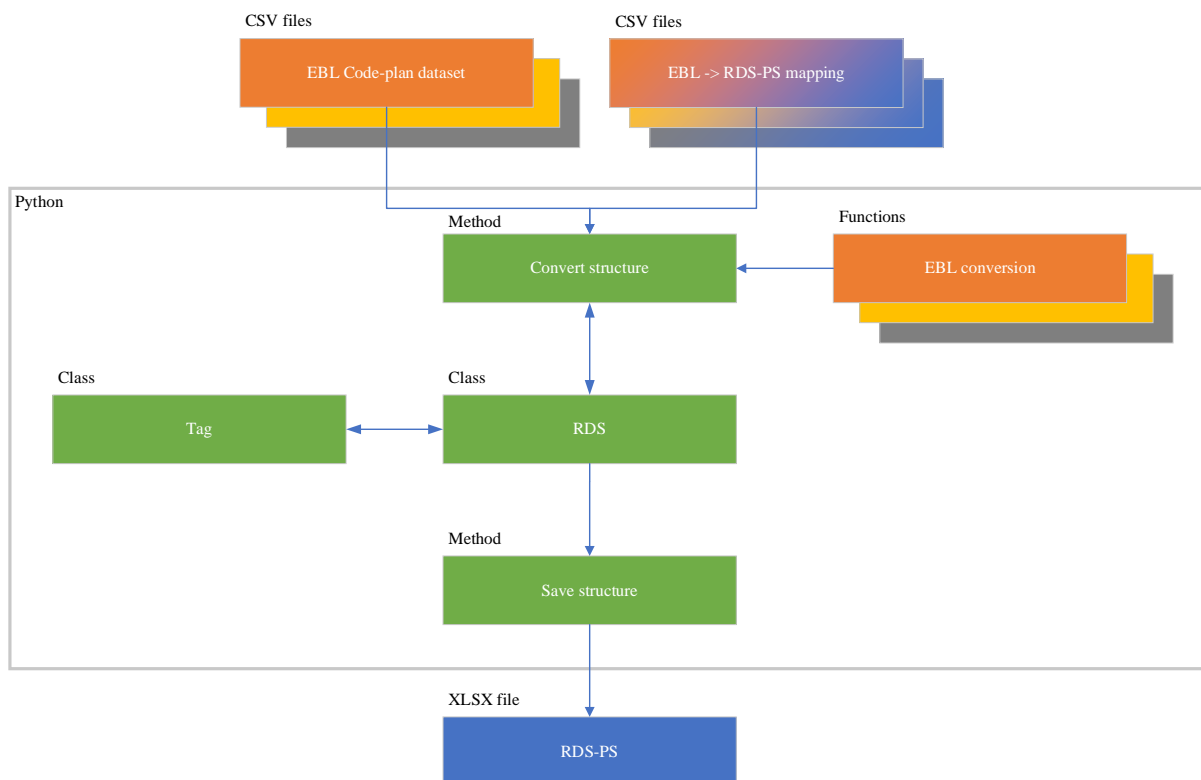 CSV files
CSV files
EBL Code-plan dataset
EBL -> RDS-PS mapping
Python
Method
Functions
Convert structure
EBL conversion
Class
Class
Tag
RDS
Method
Save structure
XLSX file
RDS-PS